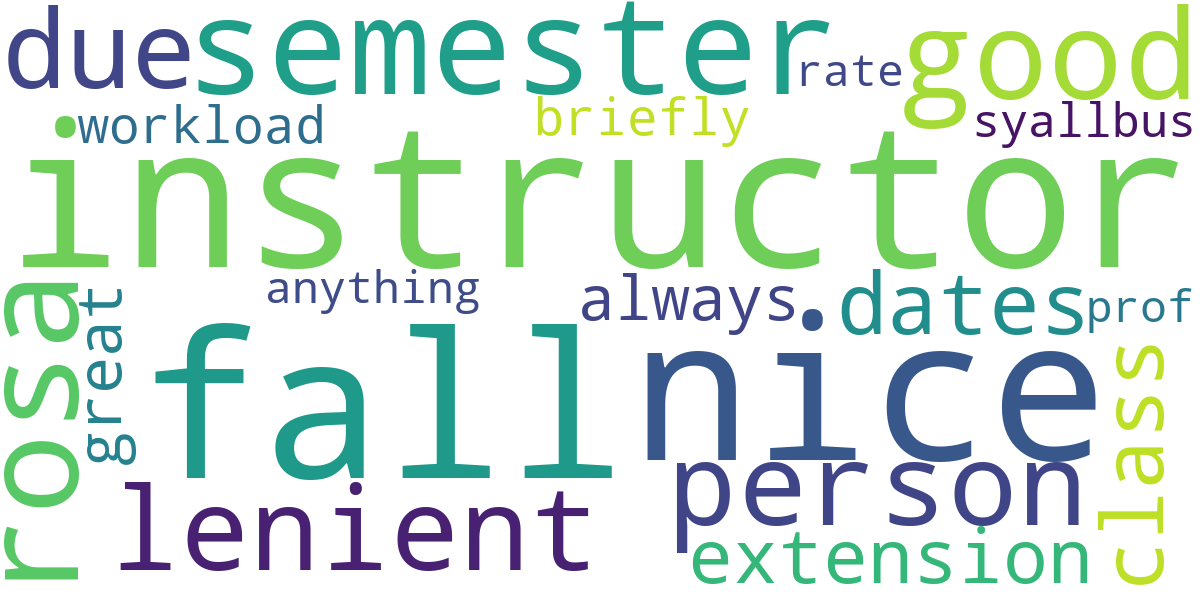 due semester good
rate
workload briefly syallbus
instructor
anything always dates prof
rosa great fall nice class
lenient person
extension